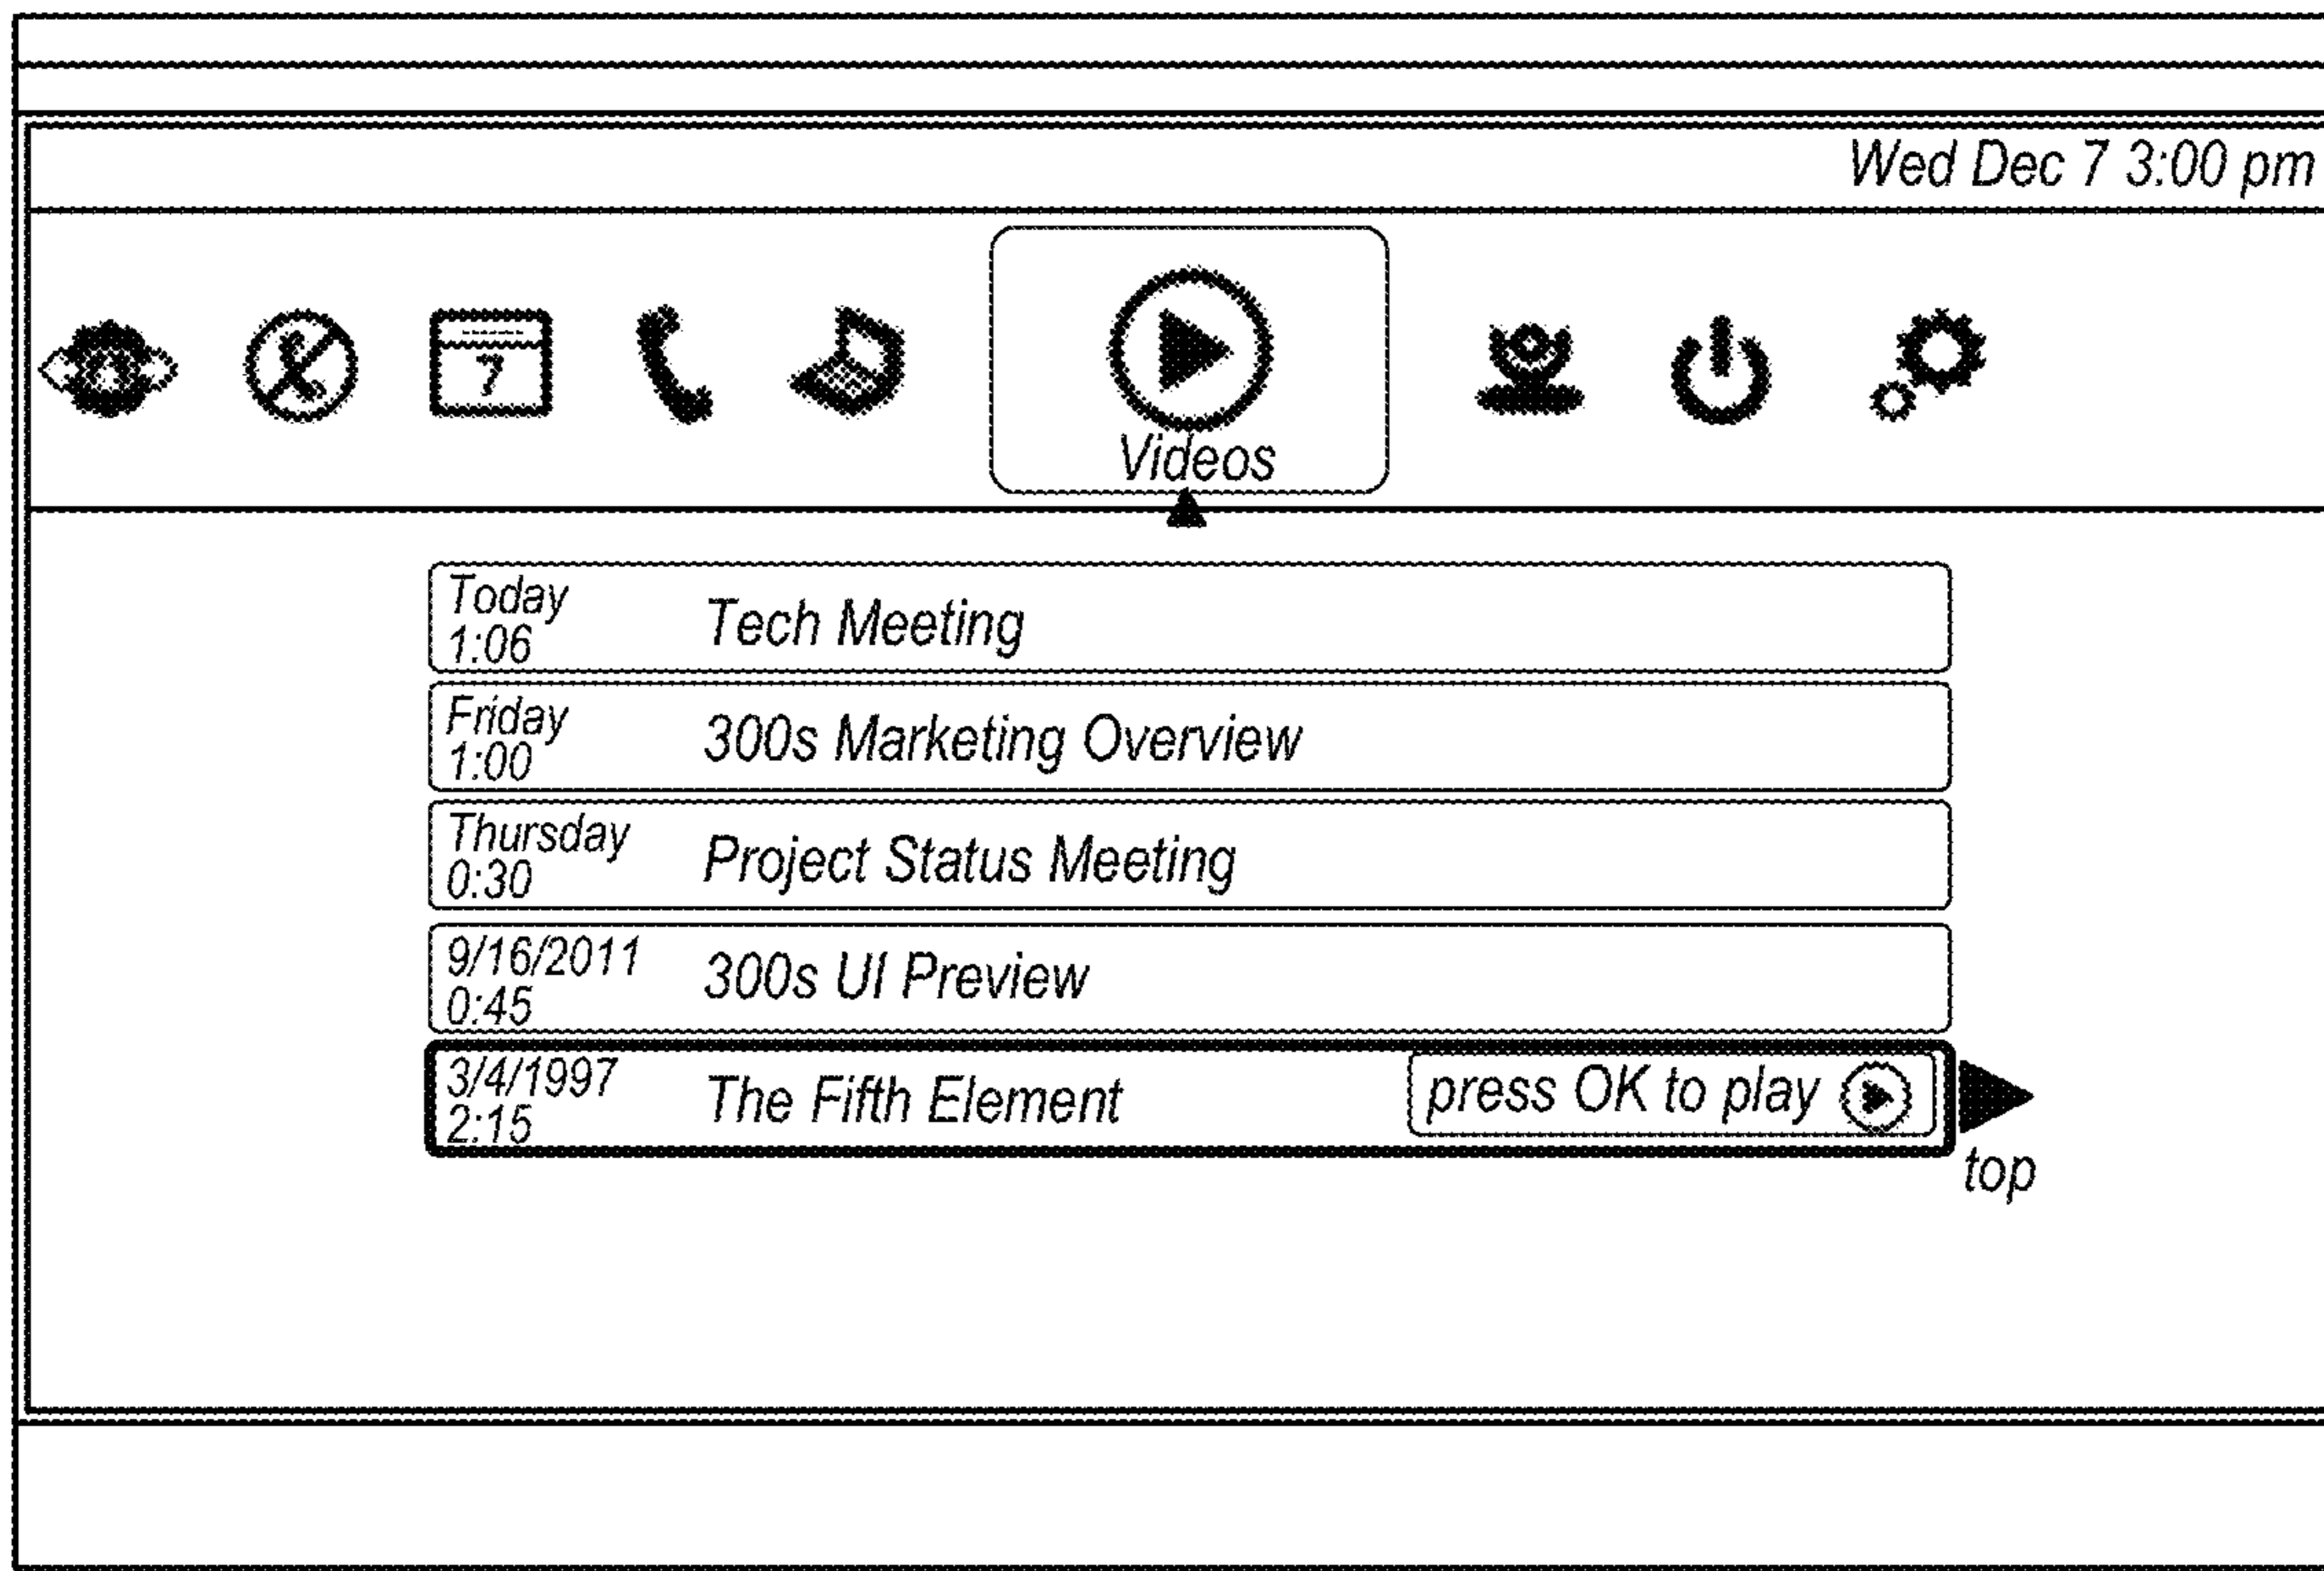 Wed Dec 7 3:00 pm
7
Videos
Today
1:06
Tech Meeting
Friday
1:00
300s Marketing Overview
Thursday
0:30
Project Status Meeting
9/16/2011
0:45
300s UI Preview
3/4/1997
2:15
The Fifth Element
press OK to play
top